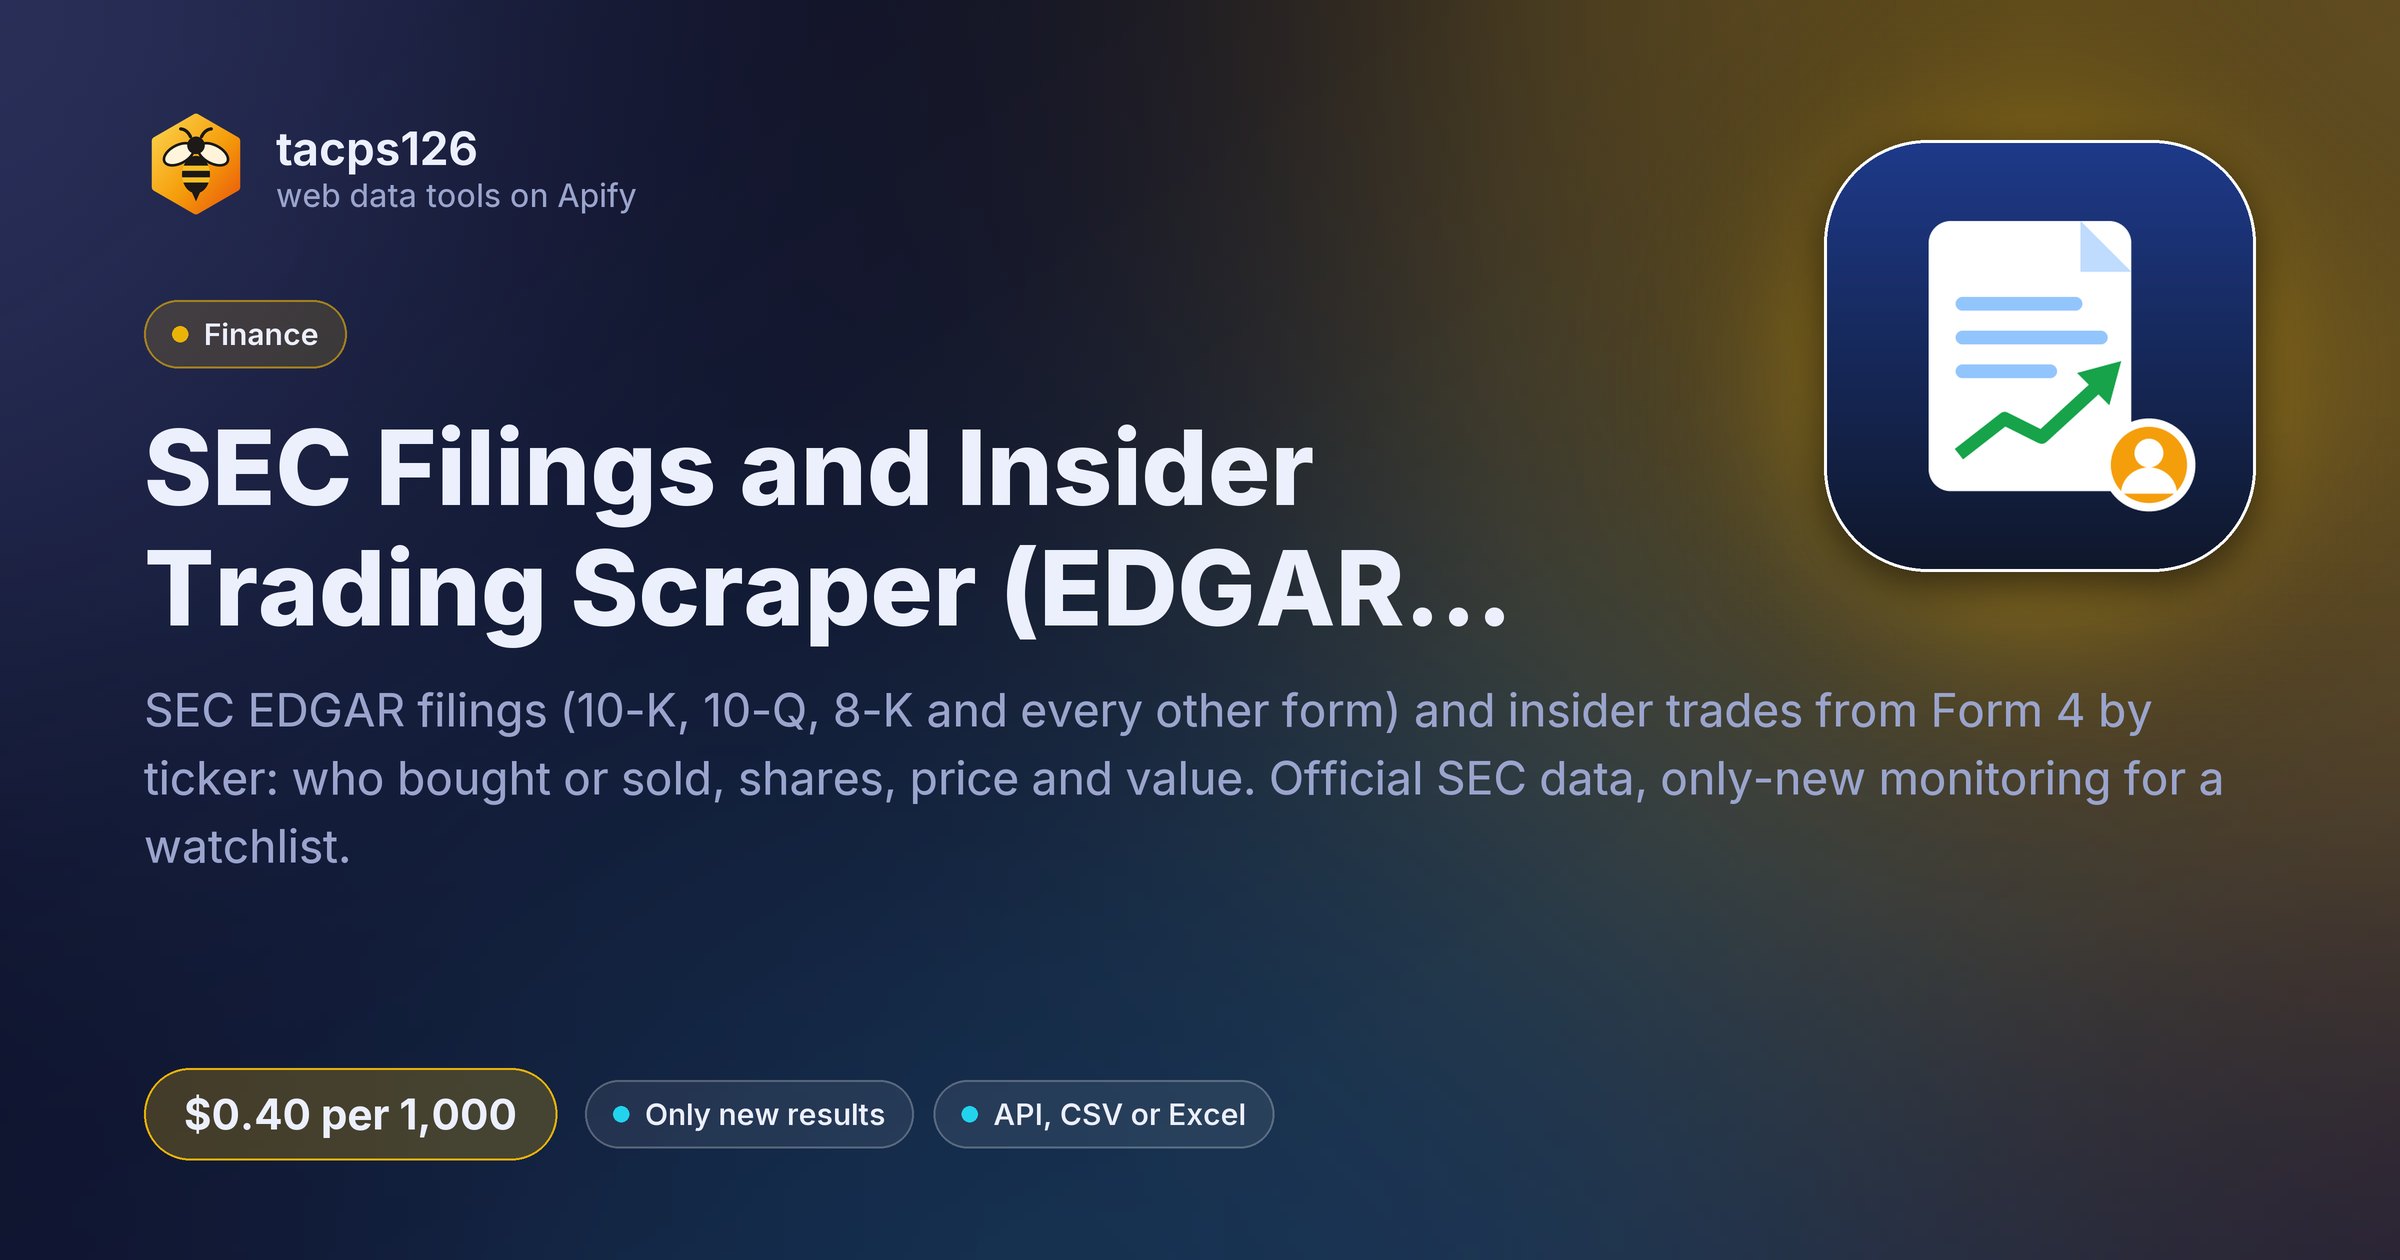 tacps126
web data tools on Apify
Finance
SEC Filings and Insider
Trading Scraper (EDGAR...
SEC EDGAR filings (10-K, 10-Q, 8-K and every other form) and insider trades from Form 4 by
ticker: who bought or sold, shares, price and value. Official SEC data, only-new monitoring for a
watchlist.
$0.40 per 1,000
Only new results
API, CSV or Excel